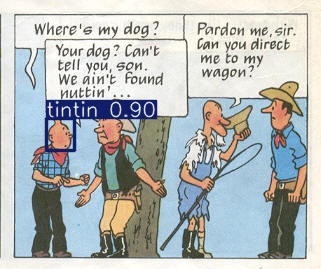 Where's my dog?
Your dog? Can't
tell you, son.
We ain't found
nuttin'...
tintin 0.90
Pardon me, sir.
Can you direct
me to my
wagon?